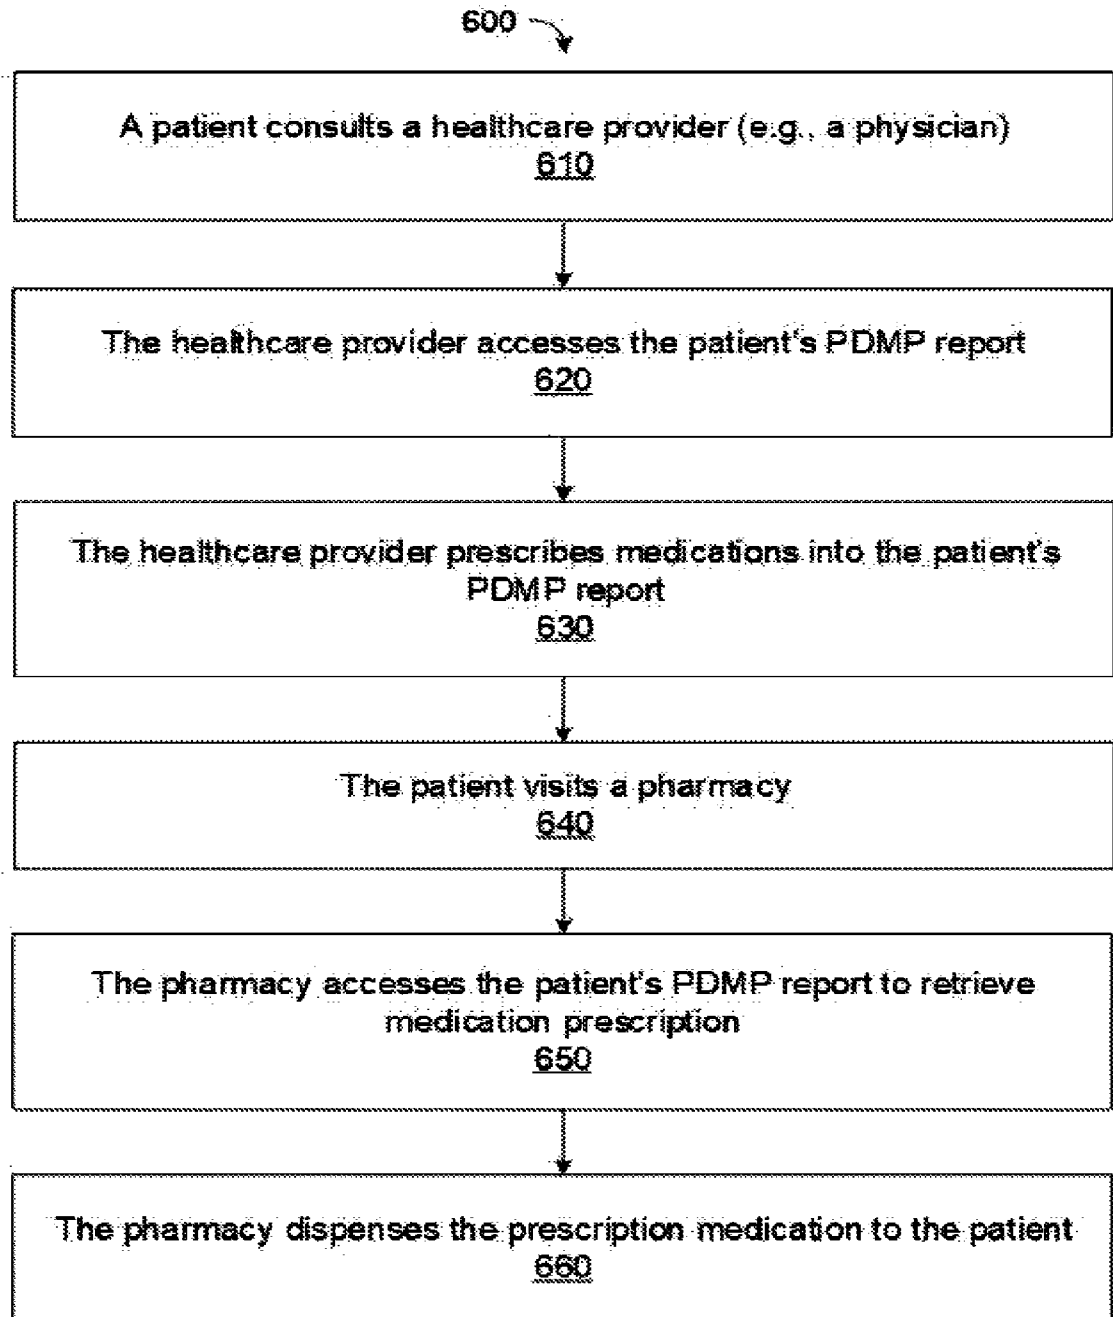 600
A patient consults a healthcare provider (e.g., a physician)
610
The healthcare provider accesses the patient's PDMP report
620
The healthcare provider prescribes medications into the patient's
PDMP report
630
The patient visits a pharmacy
640
The pharmacy accesses the patient's PDMP report to retrieve
medication prescription
650
The pharmacy dispenses the prescription medication to the patient
660